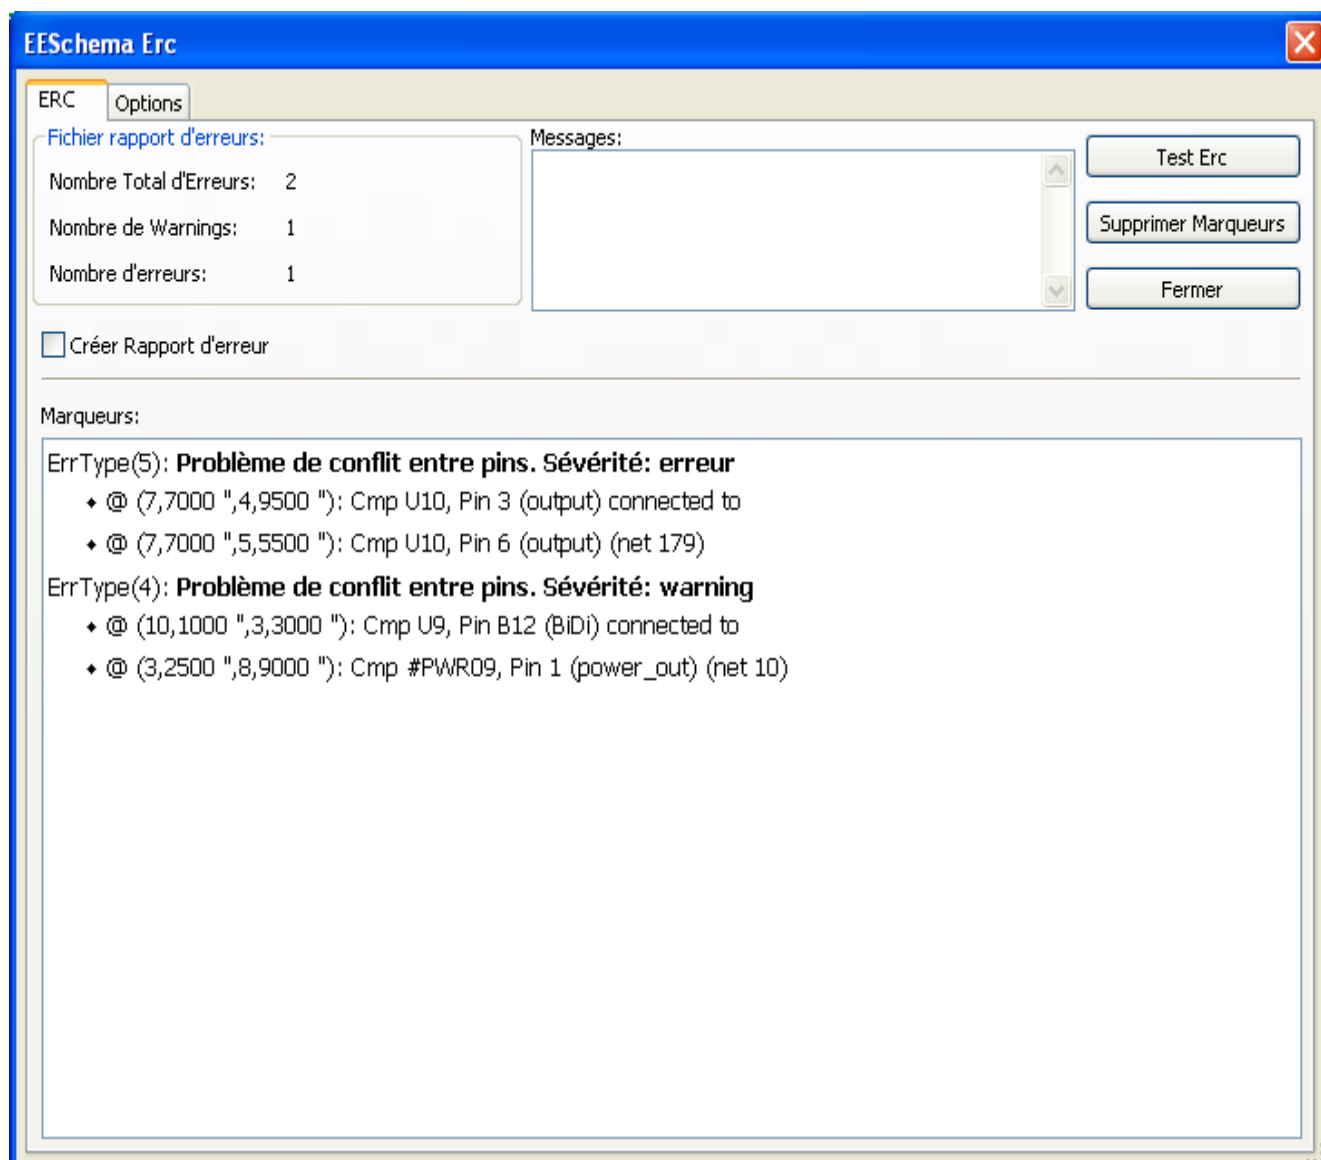 EESchema Erc
ERC
Options
Fichier rapport d'erreurs:
Nombre Total d'Erreurs: 2
Nombre de Warnings: 1
Nombre d'erreurs: 1
Messages:
Test Erc
Supprimer Marqueurs
Fermer
Créer Rapport d'erreur
Marqueurs:
ErrType(5): Problème de conflit entre pins. Sévérité: erreur
@ (7,7000 ",4,9500 "): Cmp U10, Pin 3 (output) connected to
@ (7,7000 ",5,5500 "): Cmp U10, Pin 6 (output) (net 179)
ErrType(4): Problème de conflit entre pins. Sévérité: warning
@ (10,1000 ",3,3000 "): Cmp U9, Pin B12 (BiDi) connected to
@ (3,2500 ",8,9000 "): Cmp #PWR09, Pin 1 (power_out) (net 10)